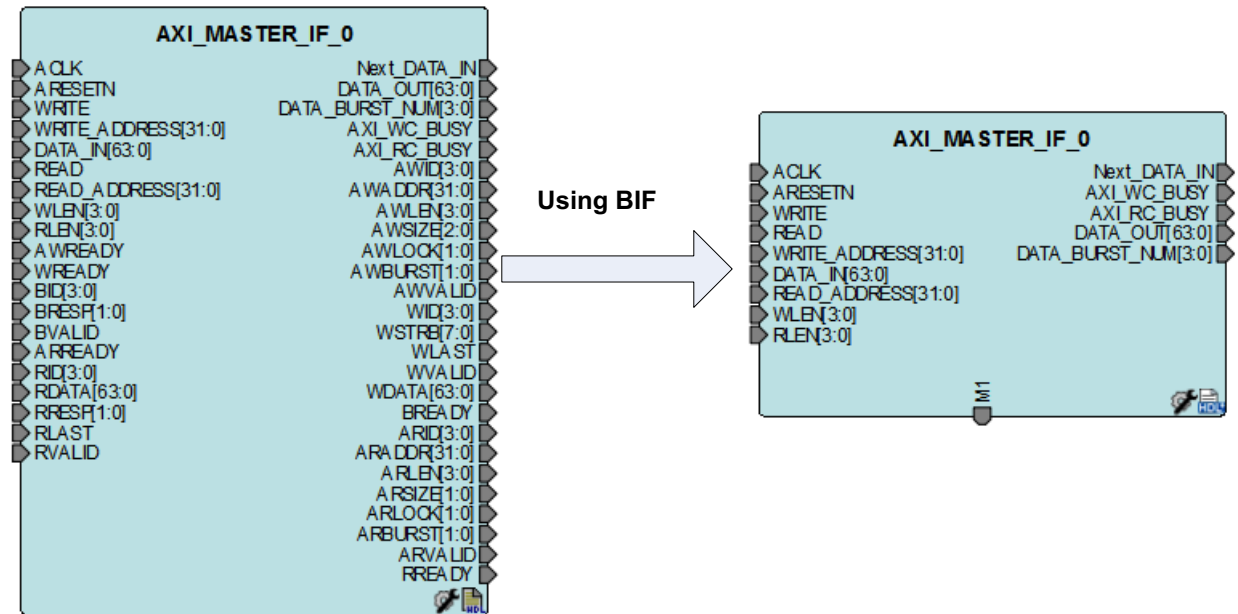 AXI_MASTER_IF_0
ACLK
ARESETN
WRITE
WRITE_ADDRESS[31:0]
DATA_IN[63:0]
READ
READ_ADDRESS[31:0]
WLEN[3:0]
RLEN[3:0]
AWREADY
WREADY
BID[3:0]
BRESP[1:0]
BVALID
ARREADY
RID[3:0]
RDATA[63:0]
RRESP[1:0]
RLAST
RVALID
Next_DATA_IN
DATA_OUT[63:0]
DATA_BURST_NUM[3:0]
AXI_WC_BUSY
AXI_RC_BUSY
AWID[3:0]
AWADDR[31:0]
AWLEN[3:0]
AWSIZE[2:0]
AWLOCK[1:0]
AWBURST[1:0]
AWVALID
WID[3:0]
WSTRB[7:0]
WLAST
WVALID
WDATA[63:0]
BREADY
ARID[3:0]
ARADDR[31:0]
ARLEN[3:0]
ARSIZE[1:0]
ARLOCK[1:0]
ARBURST[1:0]
ARVALID
RREADY
HDL
Using BIF
AXI_MASTER_IF_0
ACLK
ARESETN
WRITE
READ
WRITE_ADDRESS[31:0]
DATA_IN[63:0]
READ_ADDRESS[31:0]
WLEN[3:0]
RLEN[3:0]
Next_DATA_IN
AXI_WC_BUSY
AXI_RC_BUSY
DATA_OUT[63:0]
DATA_BURST_NUM[3:0]
M1
HDL